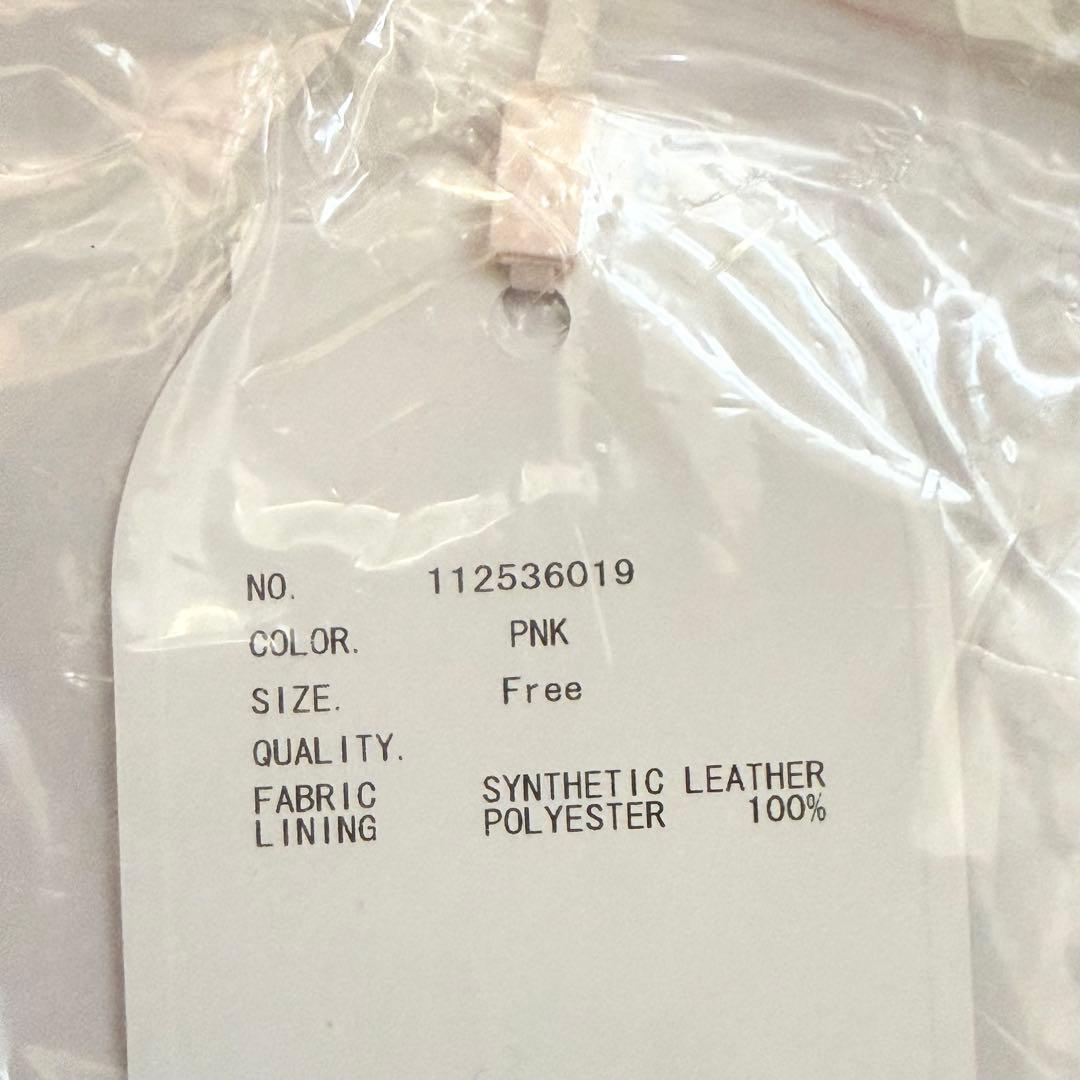 NO. 112536019
COLOR. PNK
SIZE. Free
QUALITY.
FABRIC SYNTHETIC LEATHER
LINING POLYESTER 100%